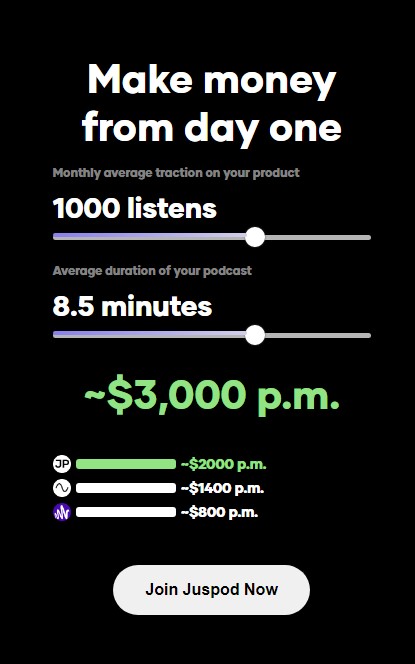 Make money
from day one
Monthly average traction on your product
1000 listens
Average duration of your podcast
8.5 minutes
~$3,000 p.m.
JP ~$2000 p.m.
~$1400 p.m.
~$800 p.m.
Join Juspod Now